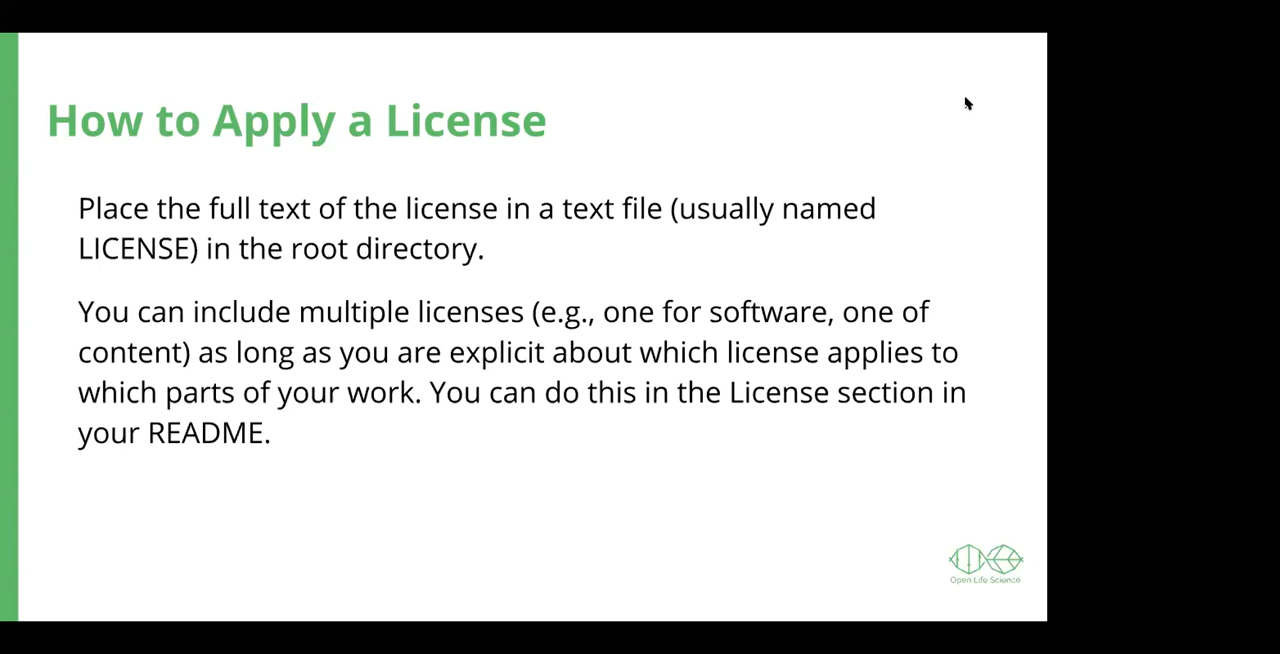 How to Apply a License
Place the full text of the license in a text file (usually named
LICENSE) in the root directory.
You can include multiple licenses (e.g., one for software, one of
content) as long as you are explicit about which license applies to
which parts of your work. You can do this in the License section in
your README.
Open Life Science